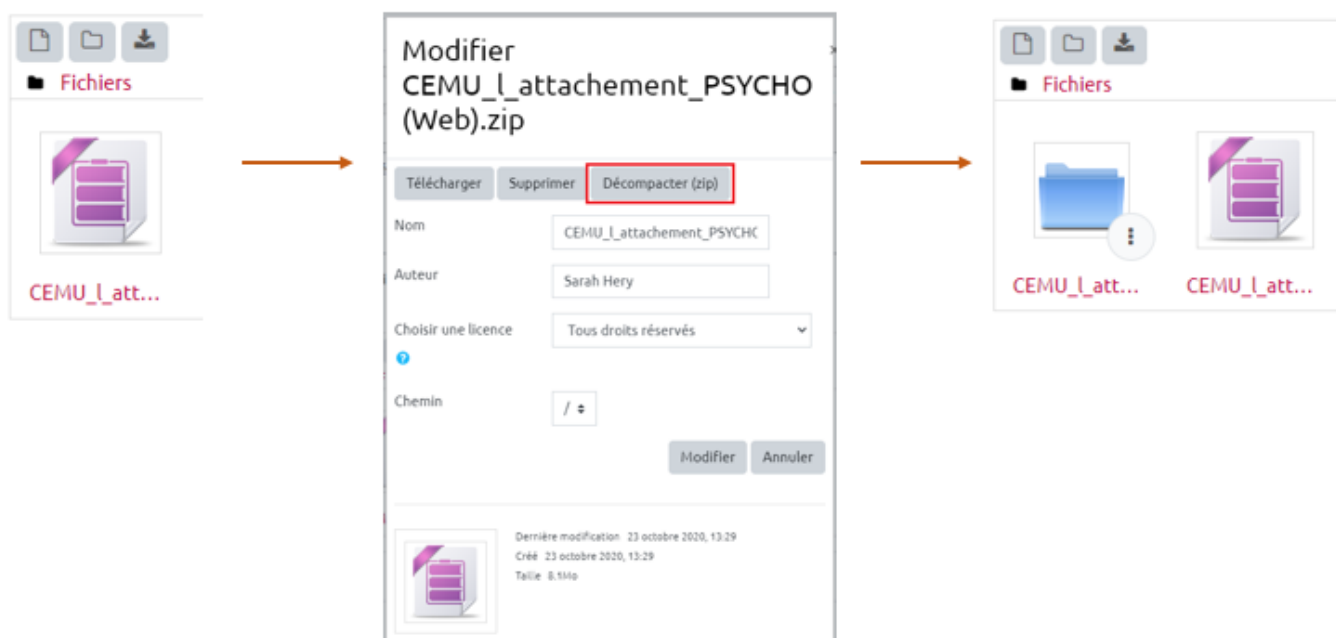 Fichiers
CEMU_l_att...
Modifier
CEMU_l_attachement_PSYCHO
(Web).zip
Télécharger Supprimer Décompacter (zip)
Nom CEMU_l_attachement_PSYCHC
Auteur Sarah Hery
Choisir une licence Tous droits réservés
Chemin /
Modifier Annuler
Dernière modification 23 octobre 2020, 13:29
Créé 23 octobre 2020, 13:29
Taille 8.1Mo
Fichiers
CEMU_l_att... CEMU_l_att...